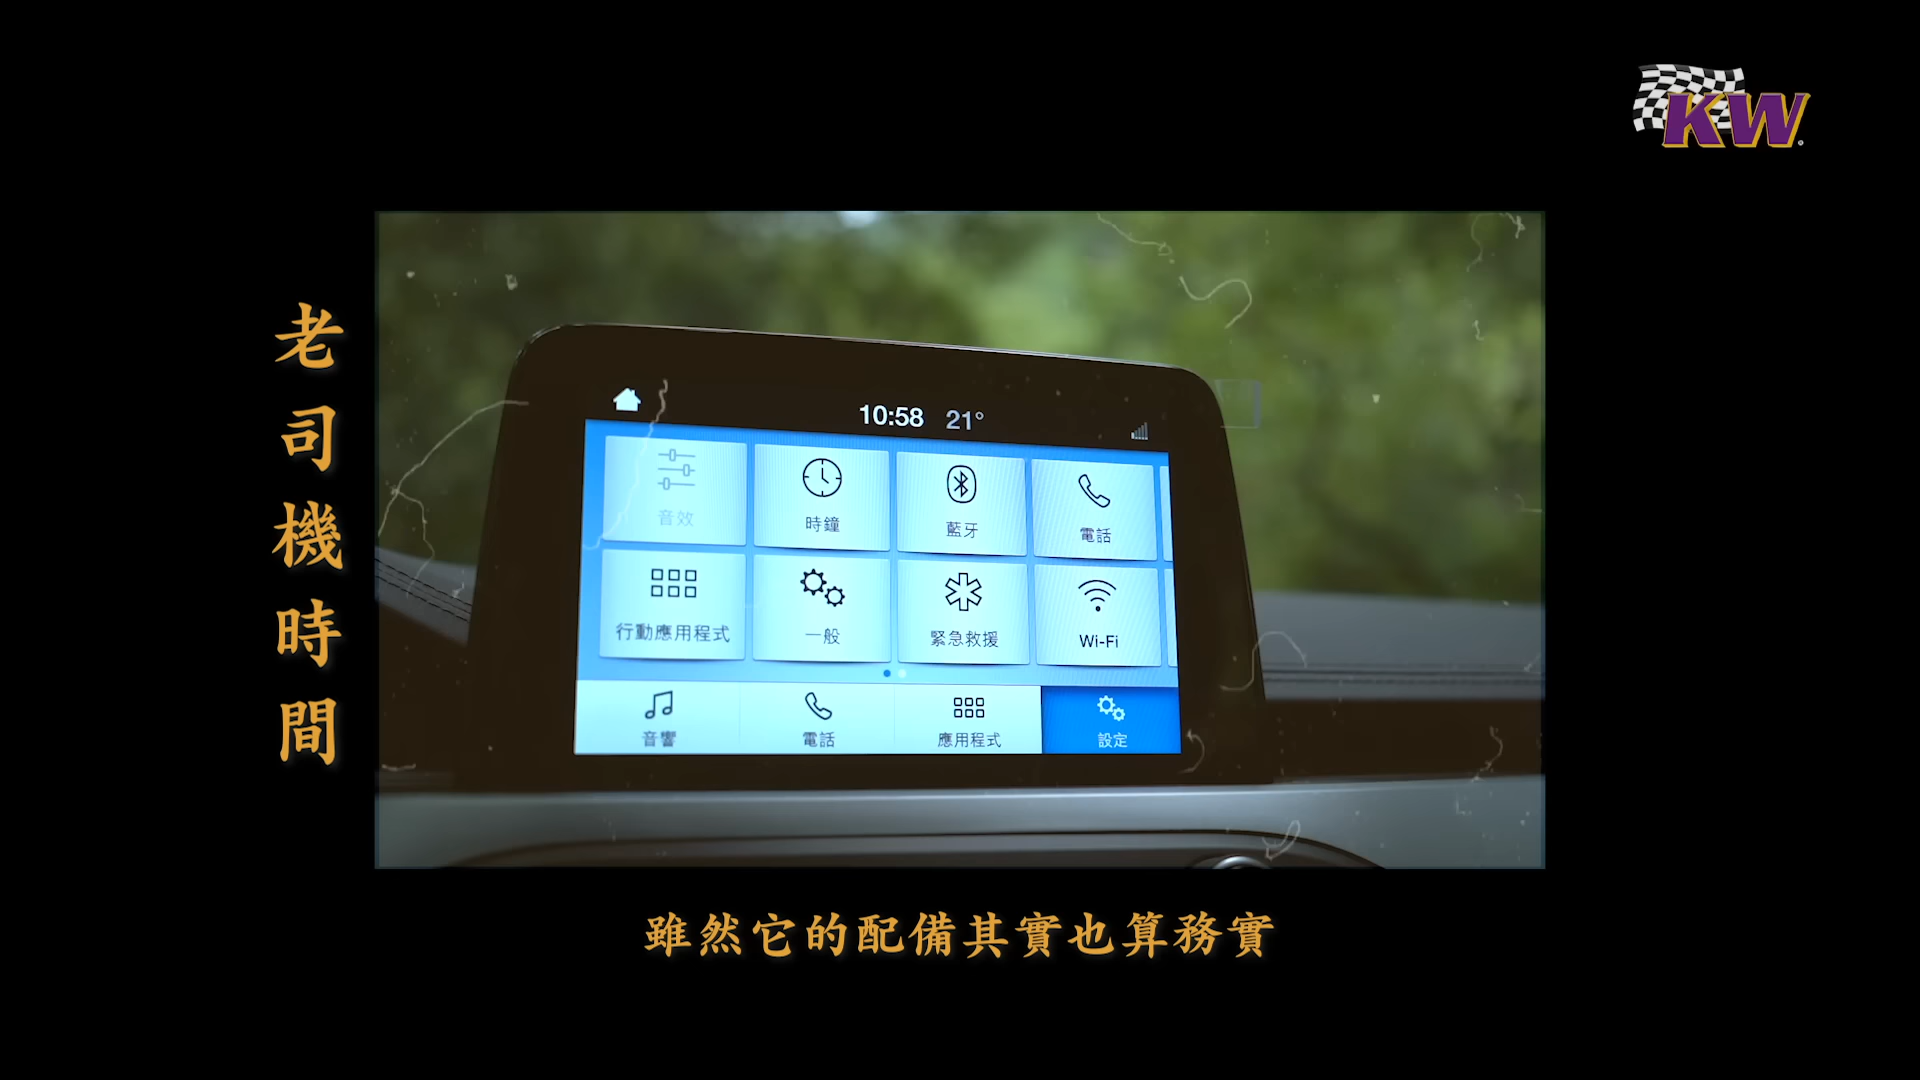 KW
老司機時間
10:58 21°
音效 時鐘 藍牙 電話
行動應用程式 一般 緊急救援 Wi-Fi
音響 電話 應用程式 設定
雖然它的配備其實也算務實